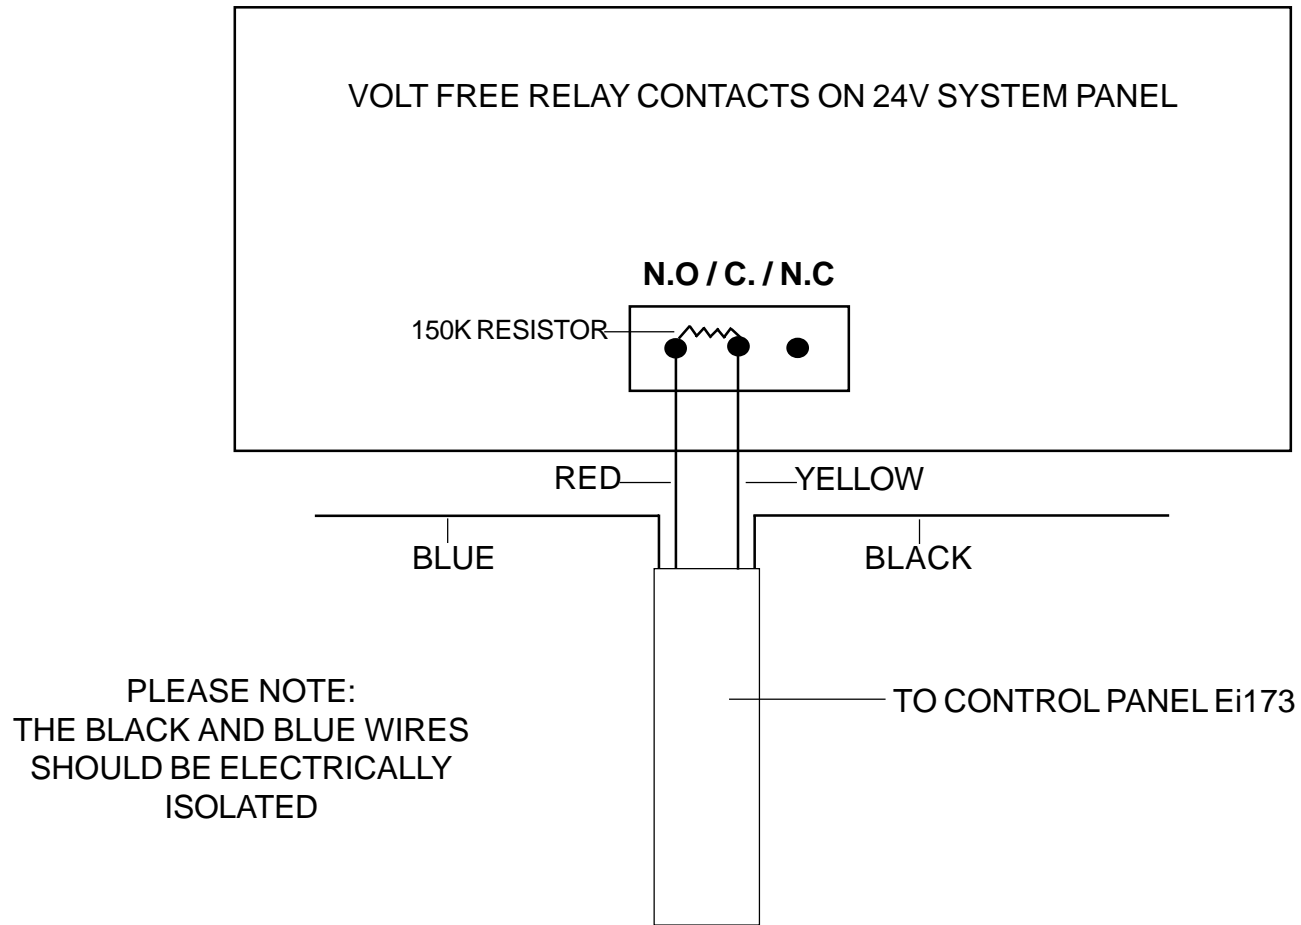 VOLT FREE RELAY CONTACTS ON 24V SYSTEM PANEL
N.O / C. / N.C
150K RESISTOR
RED
YELLOW
BLUE
BLACK
PLEASE NOTE:
THE BLACK AND BLUE WIRES
SHOULD BE ELECTRICALLY
ISOLATED
TO CONTROL PANEL Ei173